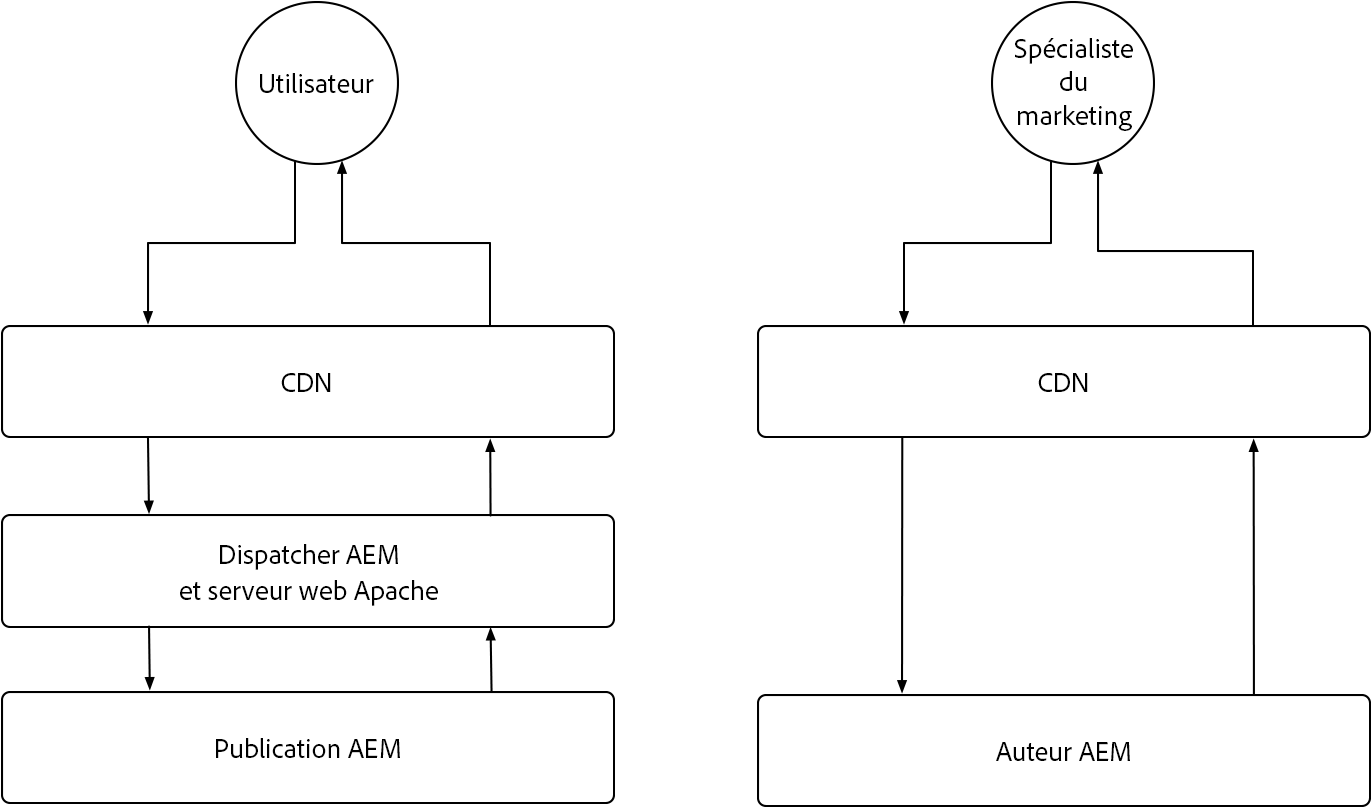 Utilisateur
CDN
Dispatcher AEM
et serveur web Apache
Publication AEM
Spécialiste
du
marketing
CDN
Auteur AEM